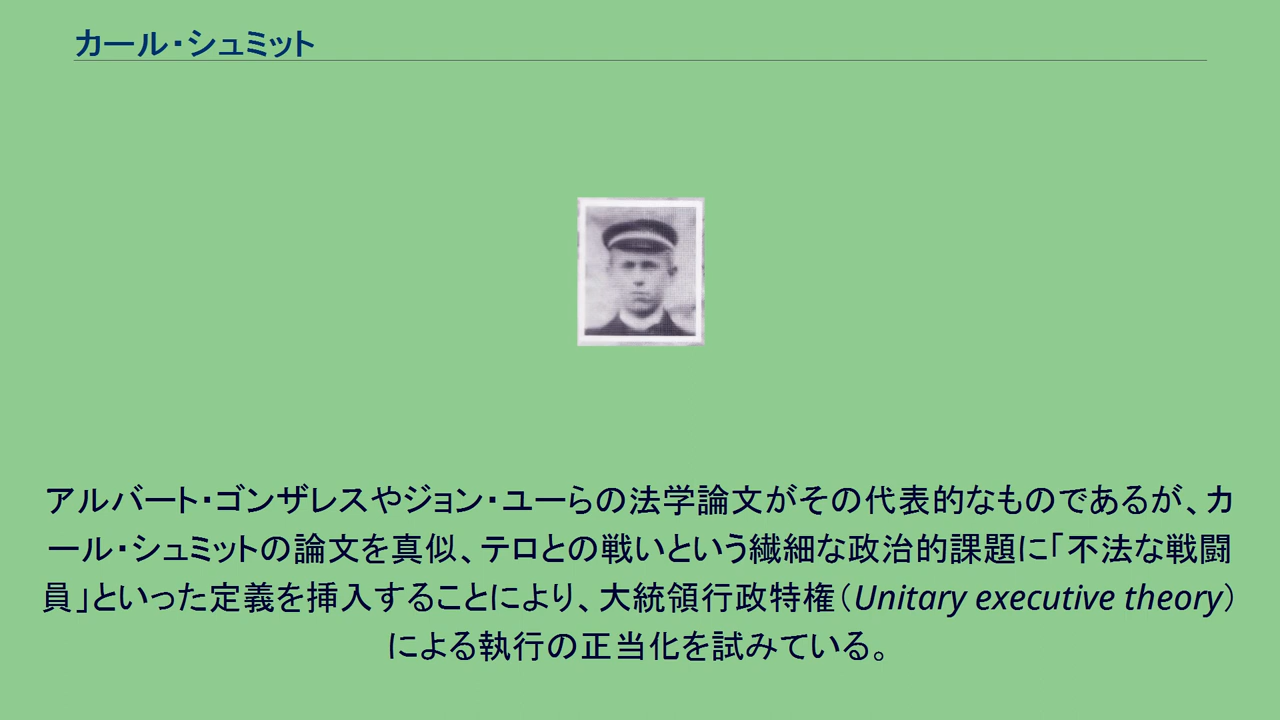 カール・シュミット
アルバート・ゴンザレスやジョン・ユーらの法学論文がその代表的なものであるが、カ
ール・シュミットの論文を真似、テロとの戦いという繊細な政治的課題に「不法な戦闘
員」といった定義を挿入することにより、大統領行政特権（Unitary executive theory）
による執行の正当化を試みている。